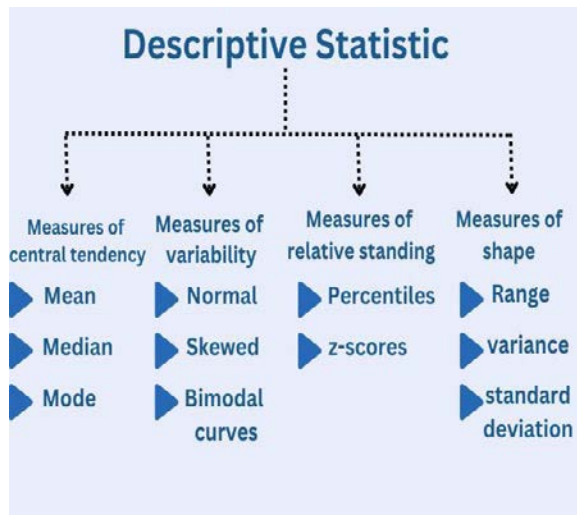 Descriptive Statistic
Measures of
central tendency
Mean
Median
Mode
Measures of
variability
Normal
Skewed
Bimodal
curves
Measures of
relative standing
Percentiles
z-scores
Measures of
shape
Range
variance
standard
deviation